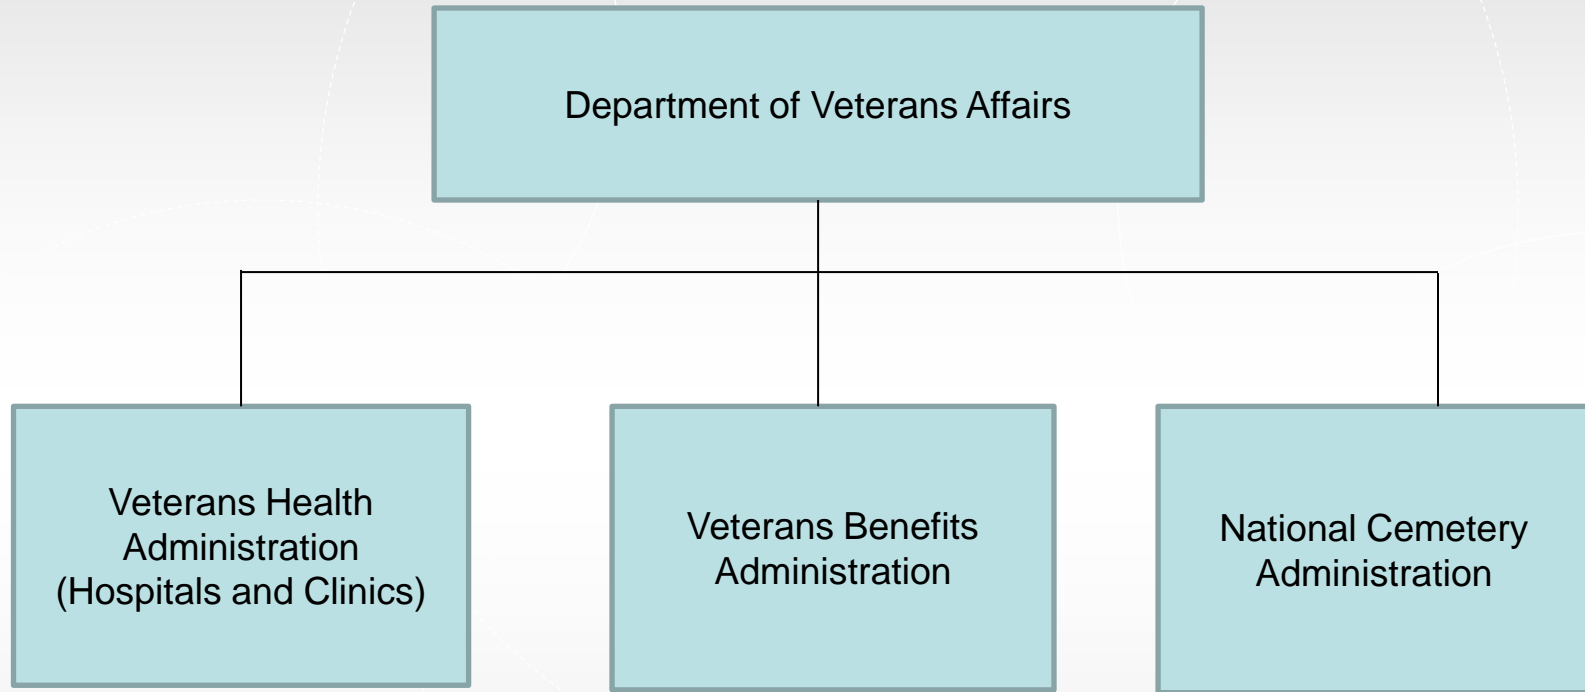 Department of Veterans Affairs
Veterans Health
Administration
(Hospitals and Clinics)
Veterans Benefits
Administration
National Cemetery
Administration